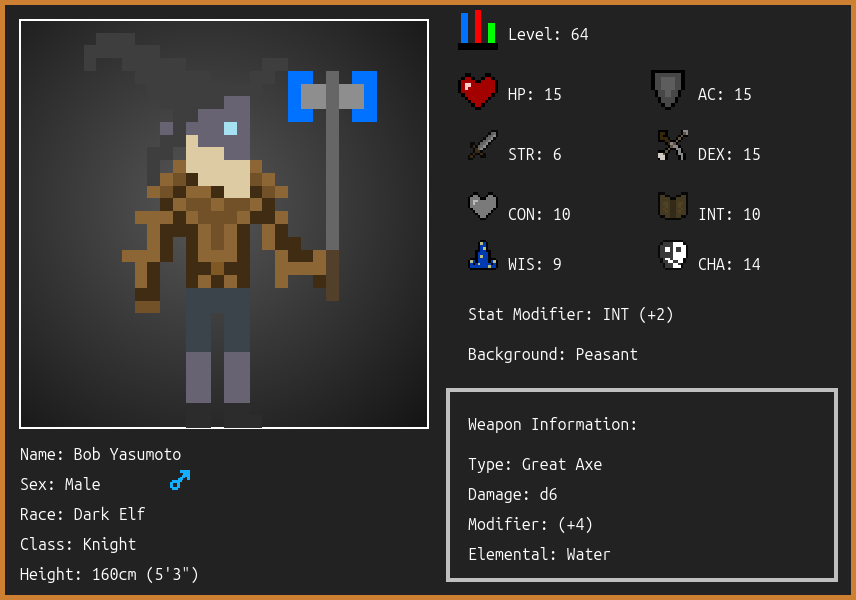 Level: 64
HP: 15
AC: 15
STR: 6
DEX: 15
CON: 10
INT: 10
WIS: 9
CHA: 14
Stat Modifier: INT (+2)
Background: Peasant
Weapon Information:
Type: Great Axe
Damage: d6
Modifier: (+4)
Elemental: Water
Name: Bob Yasumoto
Sex: Male
Race: Dark Elf
Class: Knight
Height: 160cm (5'3")